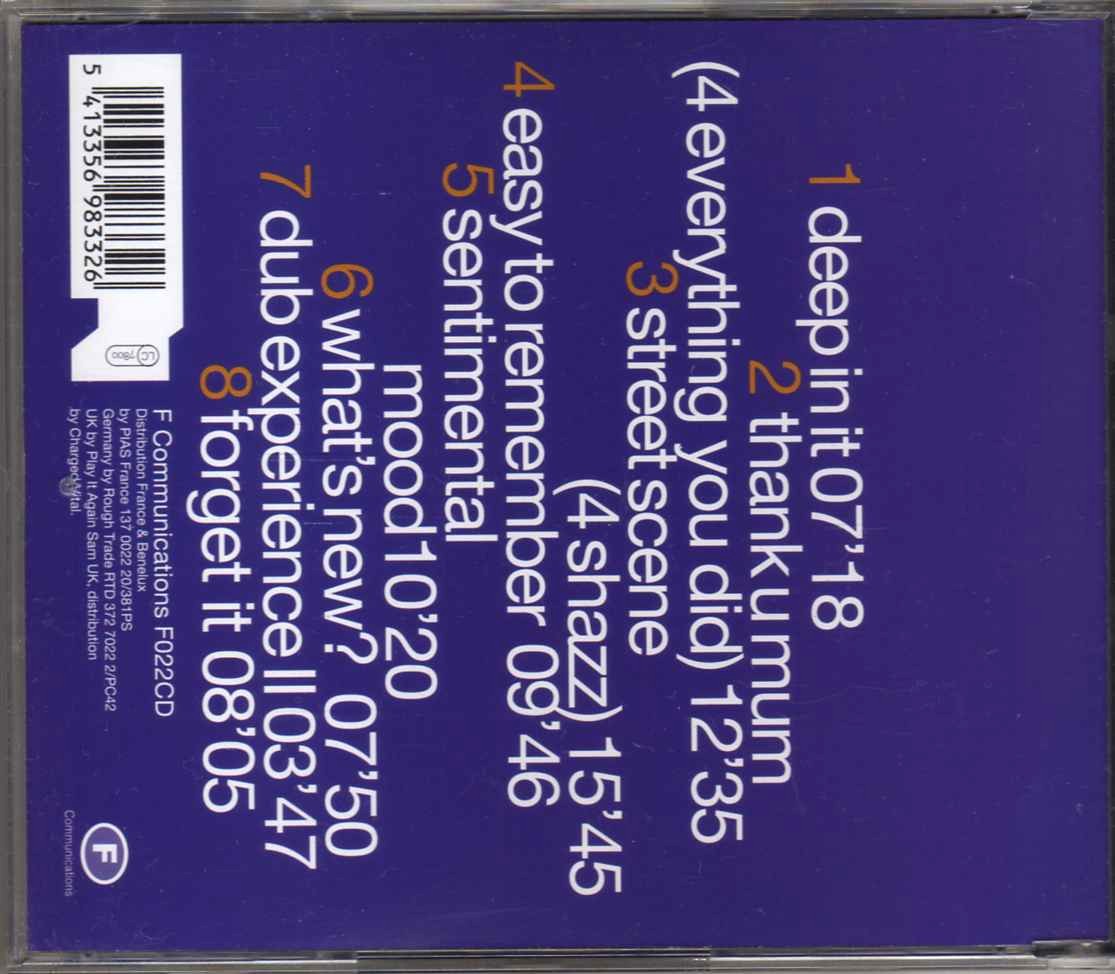 1 deep in it 07’18
2 thank u mum
(4 everything you did) 12’35
3 street scene
(4 shazz) 15’45
4 easy to remember 09’46
5 sentimental
mood 10’20
6 what’s new? 07’50
7 dub experience II 03’47
8 forget it 08’05
F Communications F022CD
Distribution France & Benelux
by PIAS France 137 0022 20/381PS
Germany by Rough Trade RTD 372 7022 2/PC42
UK by Play It Again Sam UK, distribution
by Charged Vital.
5 413356 983326
LC 7800
F
Communications